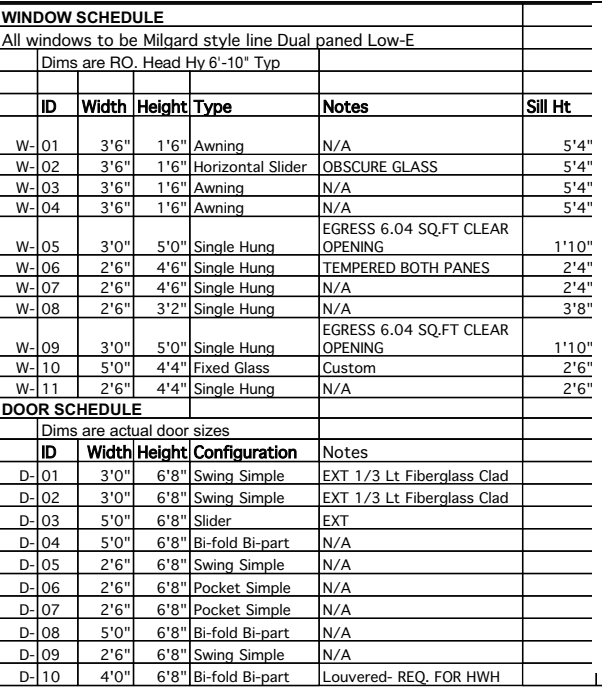 WINDOW SCHEDULE
All windows to be Milgard style line Dual paned Low-E
Dims are RO. Head Hy 6'-10" Typ
ID Width Height Type Notes Sill Ht
W- 01 3'6" 1'6" Awning N/A 5'4"
W- 02 3'6" 1'6" Horizontal Slider OBSCURE GLASS 5'4"
W- 03 3'6" 1'6" Awning N/A 5'4"
W- 04 3'6" 1'6" Awning N/A 5'4"
EGRESS 6.04 SQ.FT CLEAR
W- 05 3'0" 5'0" Single Hung OPENING 1'10"
W- 06 2'6" 4'6" Single Hung TEMPERED BOTH PANES 2'4"
W- 07 2'6" 4'6" Single Hung N/A 2'4"
W- 08 2'6" 3'2" Single Hung N/A 3'8"
EGRESS 6.04 SQ.FT CLEAR
W- 09 3'0" 5'0" Single Hung OPENING 1'10"
W- 10 5'0" 4'4" Fixed Glass Custom 2'6"
W- 11 2'6" 4'4" Single Hung N/A 2'6"
DOOR SCHEDULE
Dims are actual door sizes
ID Width Height Configuration Notes
D- 01 3'0" 6'8" Swing Simple EXT 1/3 Lt Fiberglass Clad
D- 02 3'0" 6'8" Swing Simple EXT 1/3 Lt Fiberglass Clad
D- 03 5'0" 6'8" Slider EXT
D- 04 5'0" 6'8" Bi-fold Bi-part N/A
D- 05 2'6" 6'8" Swing Simple N/A
D- 06 2'6" 6'8" Pocket Simple N/A
D- 07 2'6" 6'8" Pocket Simple N/A
D- 08 5'0" 6'8" Bi-fold Bi-part N/A
D- 09 2'6" 6'8" Swing Simple N/A
D- 10 4'0" 6'8" Bi-fold Bi-part Louvered- REQ. FOR HWH